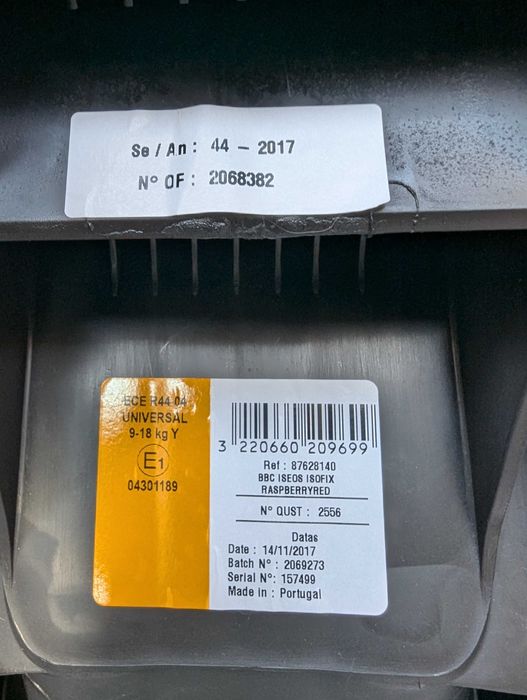 Se / An : 44 - 2017
N° OF : 2068382
ECE R44 04
UNIVERSAL
9-18 kg Y
E1
04301189
3 220660 209699
Ref : 87628140
BBC ISEOS ISOFIX
RASPBERRYRED
N° QUST : 2556
Datas
Date : 14/11/2017
Batch N° : 2069273
Serial N°: 157499
Made In : Portugal